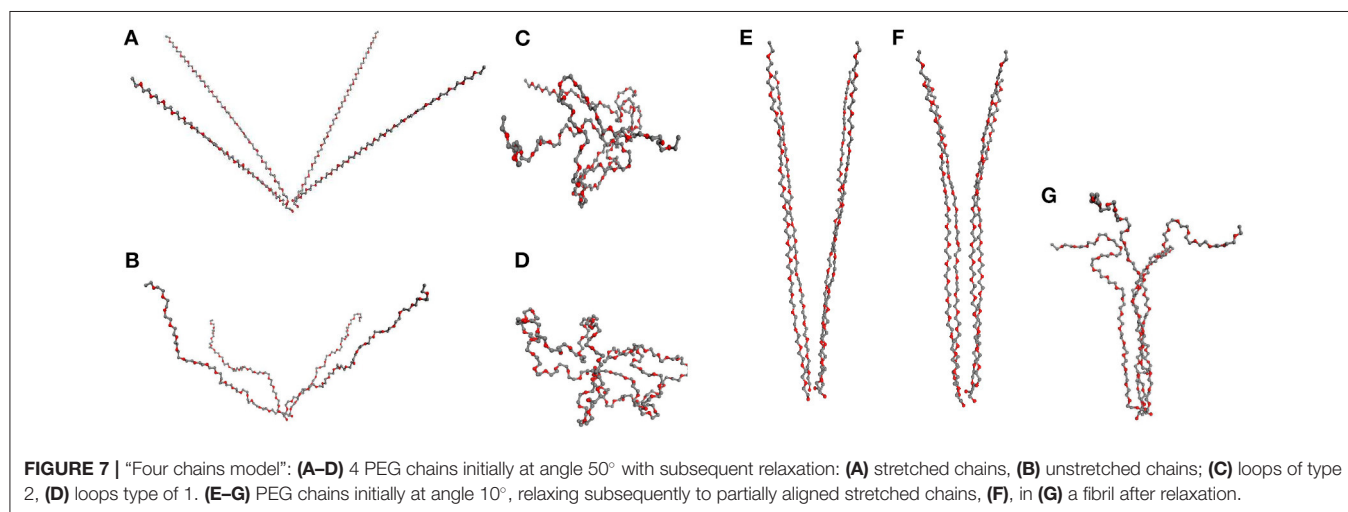 A
C
E
F
G
B
D
FIGURE 7 | “Four chains model”: (A–D) 4 PEG chains initially at angle 50° with subsequent relaxation: (A) stretched chains, (B) unstretched chains; (C) loops of type
2, (D) loops type of 1. (E–G) PEG chains initially at angle 10°, relaxing subsequently to partially aligned stretched chains, (F), in (G) a fibril after relaxation.